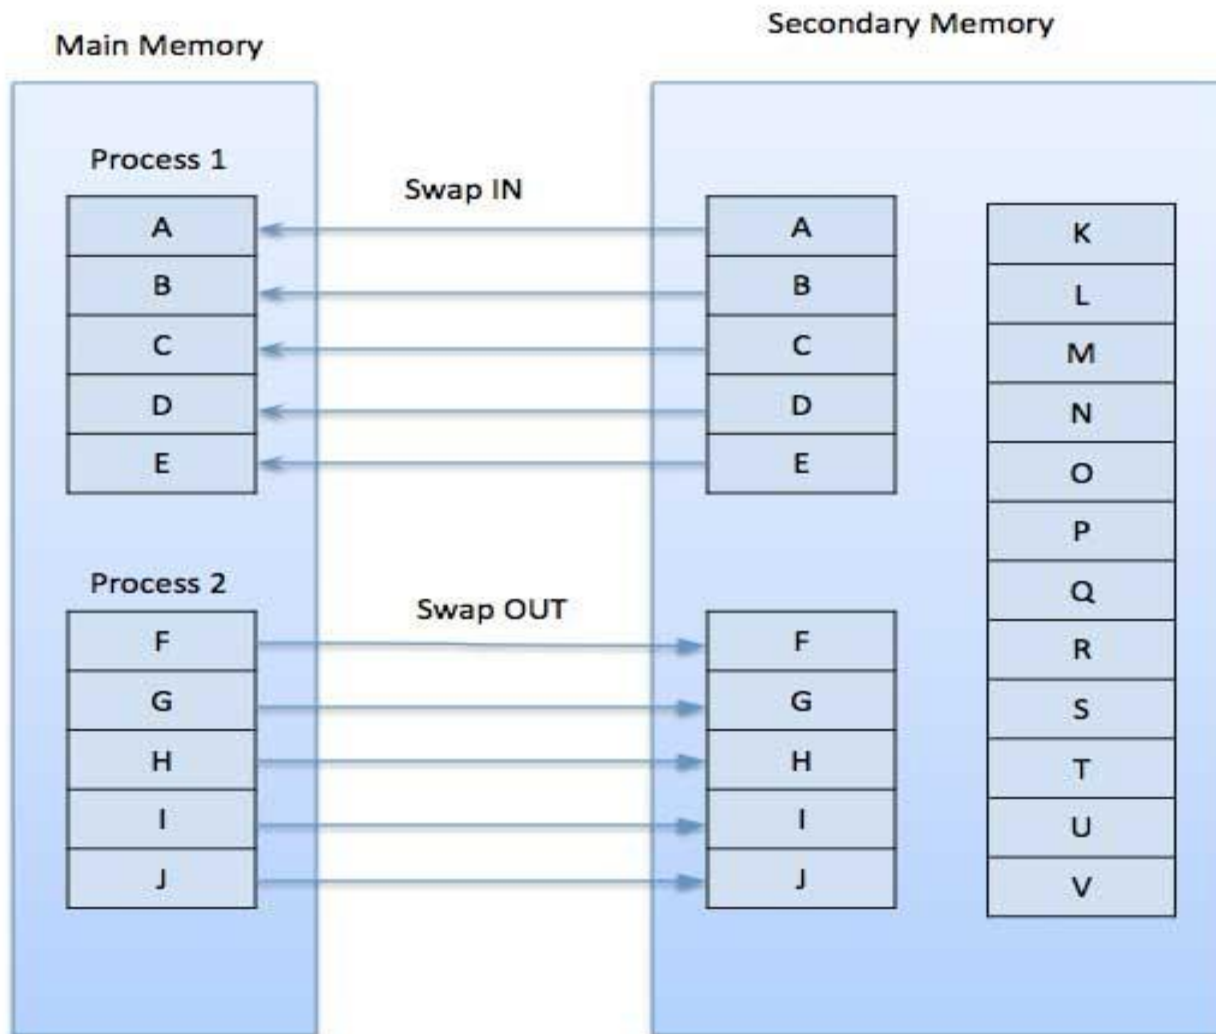 Main Memory
Secondary Memory
Process 1
Swap IN
A
B
C
D
E
A
B
C
D
E
Process 2
Swap OUT
F
G
H
I
J
F
G
H
I
J
K
L
M
N
O
P
Q
R
S
T
U
V